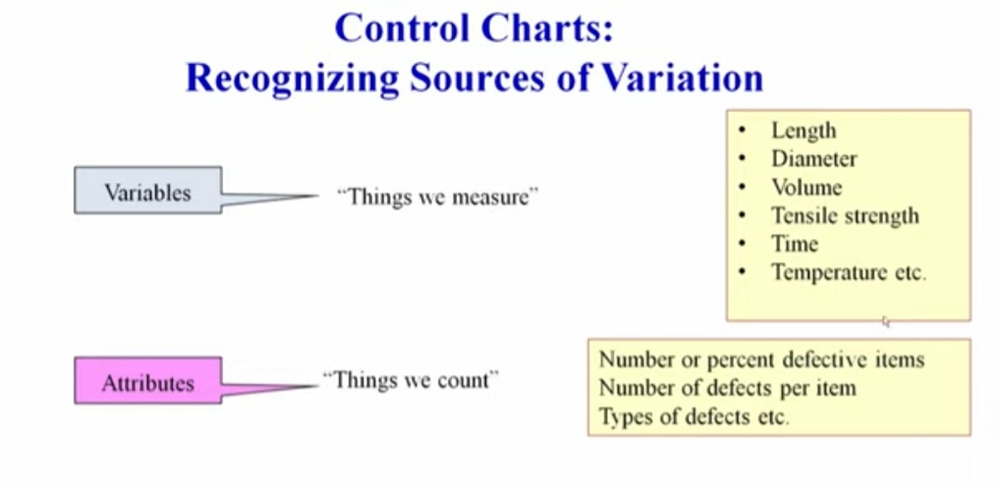 Control Charts:
Recognizing Sources of Variation
Variables
“Things we measure”
• Length
• Diameter
• Volume
• Tensile strength
• Time
• Temperature etc.
Attributes
“Things we count”
Number or percent defective items
Number of defects per item
Types of defects etc.